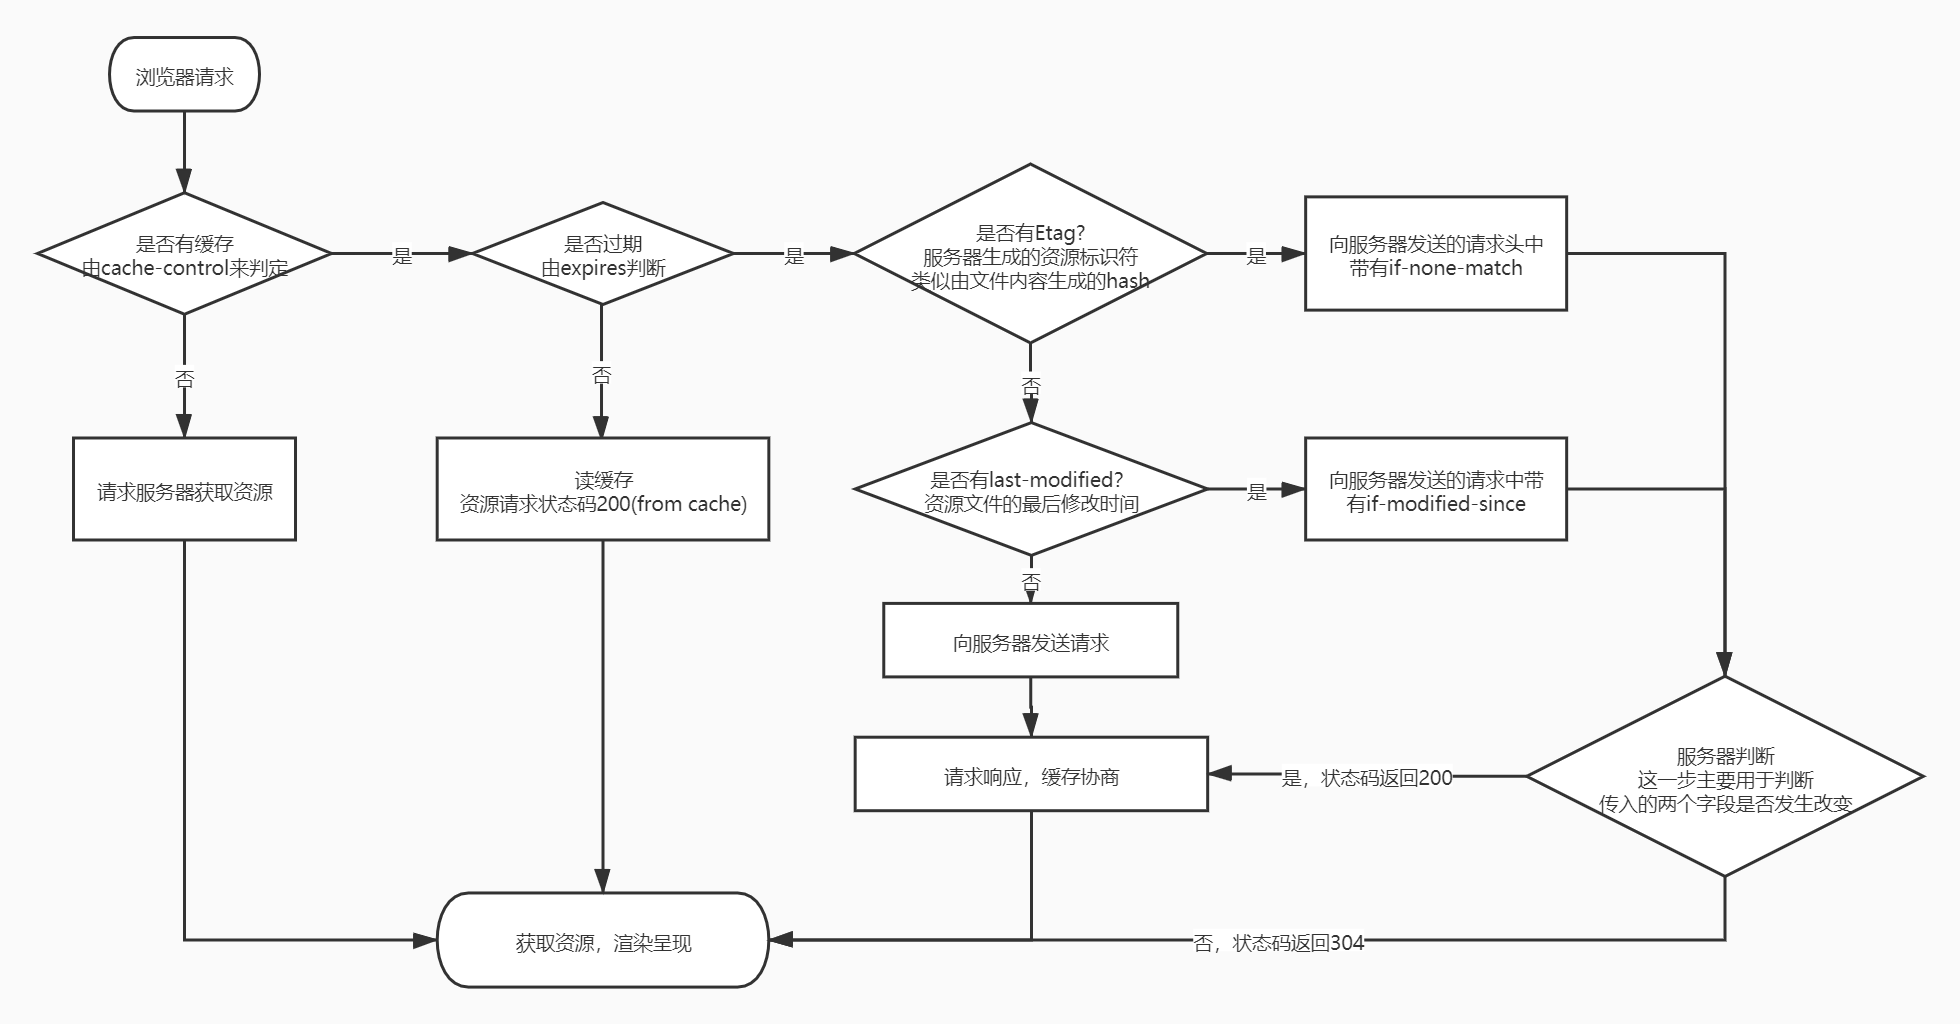 浏览器请求
是否有缓存
由cache-control来判定
是
是否过期
由expires判断
是
是否有Etag?
服务器生成的资源标识符
类似由文件内容生成的hash
是
向服务器发送的请求头中
带有if-none-match
否
否
否
请求服务器获取资源
读缓存
资源请求状态码200(from cache)
是否有last-modified?
资源文件的最后修改时间
是
向服务器发送的请求中带
有if-modified-since
否
向服务器发送请求
请求响应，缓存协商
是，状态码返回200
服务器判断
这一步主要用于判断
传入的两个字段是否发生改变
获取资源，渲染呈现
否，状态码返回304